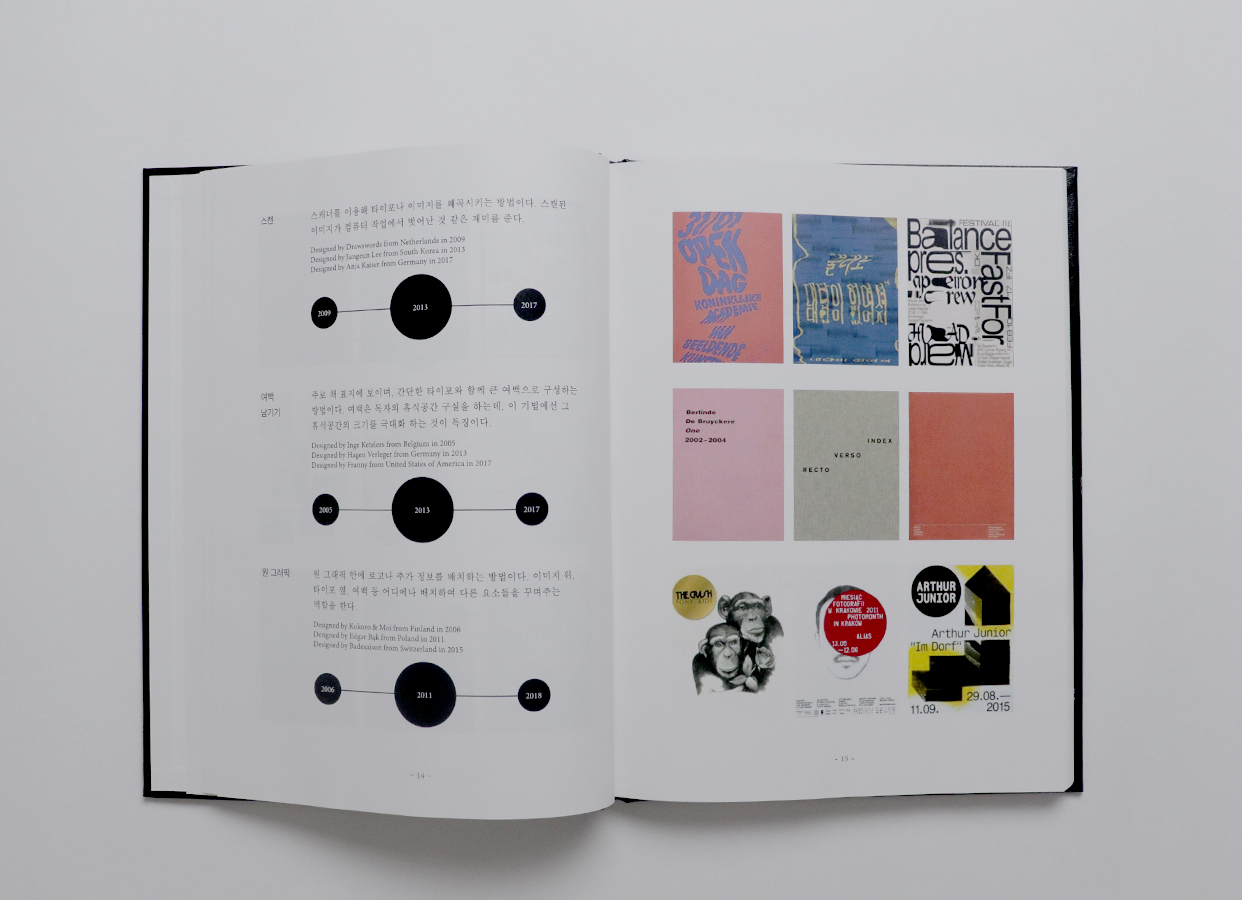 스캔
스캐너를 이용해 타이포나 이미지를 왜곡시키는 방법이다. 스캔된
이미지가 컴퓨터 작업에서 벗어난 것 같은 재미를 준다.
Designed by Drawswords from Netherlands in 2009
Designed by Jungeun Lee from South Korea in 2013
Designed by Anja Kaiser from Germany in 2017
2009
2013
2017
여백
남기기
주로 책 표지에 보이며, 간단한 타이포와 함께 큰 여백으로 구성하는
방법이다. 여백은 독자의 휴식공간 구실을 하는데, 이 기법에선 그
휴식공간의 크기를 극대화 하는 것이 특징이다.
Designed by Inge Ketelers from Belgium in 2005
Designed by Hagen Verleger from Germany in 2013
Designed by Franny from United States of America in 2017
2005
2013
2017
원 그래픽
원 그래픽 안에 로고나 추가 정보를 배치하는 방법이다. 이미지 위,
타이포 옆, 여백 등 어디에나 배치하여 다른 요소들을 꾸며주는
역할을 한다.
Designed by Kokoro & Moi from Finland in 2006
Designed by Edgar Bąk from Poland in 2011
Designed by Badesaison from Switzerland in 2015
2006
2011
2018
- 14 -
31/01
OPEN
DAG
KONINKLIJKE
ACADEMIE
VAN
BEELDENDE
KUNSTEN
대변이 없어서
FESTIVAL
Balance
pres.
FastFor
ward
Berlinde
De Bruyckere
One
2002–2004
INDEX
VERSO
RECTO
THE CRASH
MIESIĄC
FOTOGRAFII
W KRAKOWIE 2011
PHOTOMONTH
IN KRAKOW
ALIAS
13.05
—12.06
ARTHUR
JUNIOR
Arthur Junior
"Im Dorf"
29.08.—
11.09. 2015
- 15 -